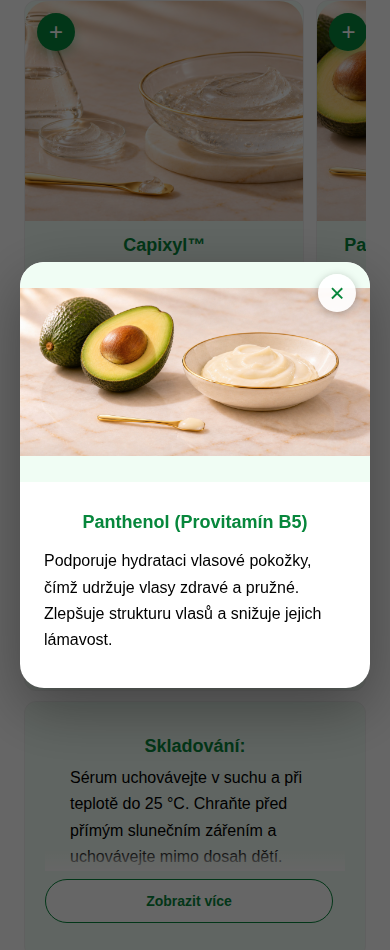 Capixyl™
Pa
Panthenol (Provitamín B5)
Podporuje hydrataci vlasové pokožky,
čímž udržuje vlasy zdravé a pružné.
Zlepšuje strukturu vlasů a snižuje jejich
lámavost.
Skladování:
Sérum uchovávejte v suchu a při
teplotě do 25 °C. Chraňte před
přímým slunečním zářením a
uchovávejte mimo dosah dětí.
Zobrazit více